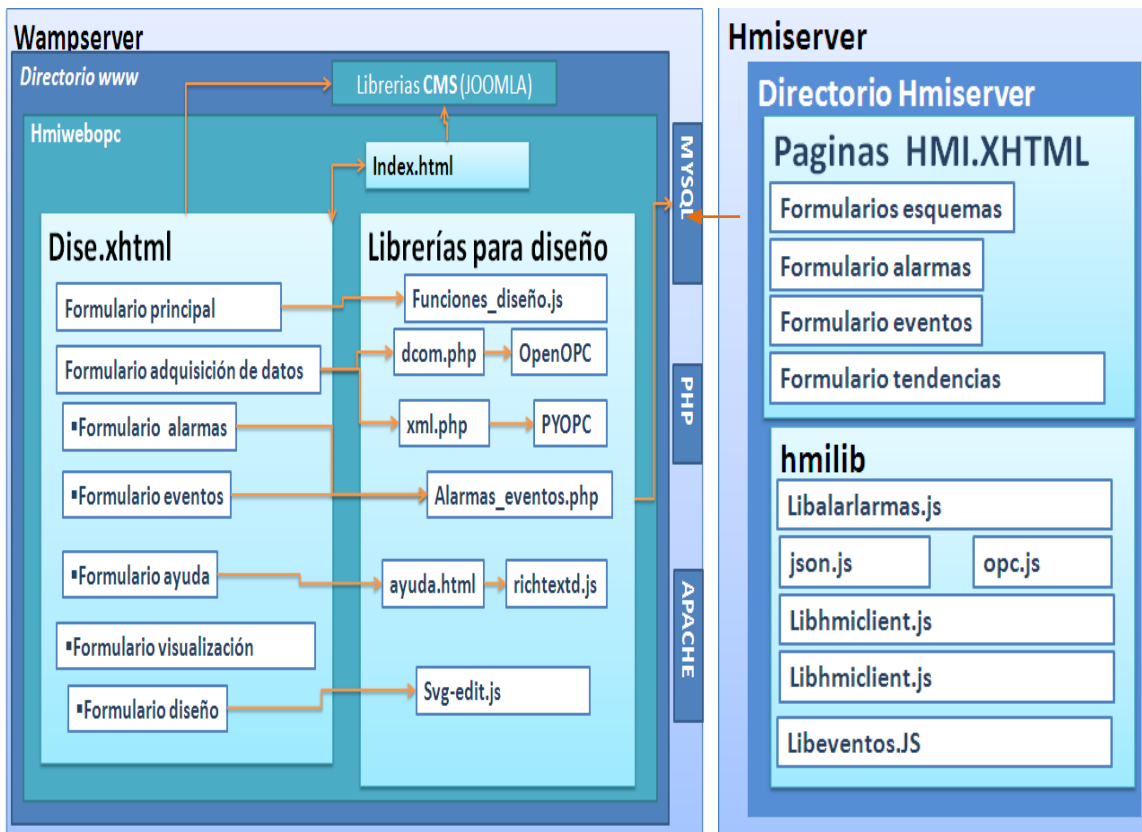 Wampserver
Directorio www
Librerias CMS (JOOMLA)
Hmiwebopc
Index.html
Dise.xhtml
Formulario principal
Formulario adquisición de datos
▪Formulario alarmas
▪Formulario eventos
▪Formulario ayuda
▪Formulario visualización
▪Formulario diseño
Librerías para diseño
Funciones_diseño.js
dcom.php
OpenOPC
xml.php
PYOPC
Alarmas_eventos.php
ayuda.html
richtextd.js
Svg-edit.js
MYSQL
PHP
APACHE
Hmiserver
Directorio Hmiserver
Paginas HMI.XHTML
Formularios esquemas
Formulario alarmas
Formulario eventos
Formulario tendencias
hmilib
Libalarlarmas.js
json.js
opc.js
Libhmiclient.js
Libhmiclient.js
Libeventos.JS